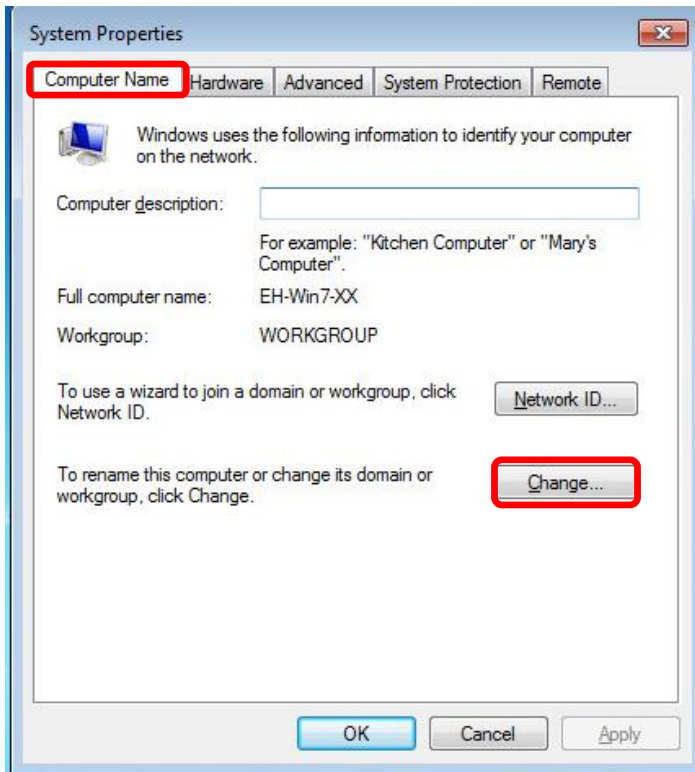 System Properties
Computer Name Hardware Advanced System Protection Remote
Windows uses the following information to identify your computer
on the network.
Computer description:
For example: "Kitchen Computer" or "Mary's
Computer".
Full computer name: EH-Win7-XX
Workgroup: WORKGROUP
To use a wizard to join a domain or workgroup, click
Network ID.
Network ID...
To rename this computer or change its domain or
workgroup, click Change.
Change...
OK Cancel Apply